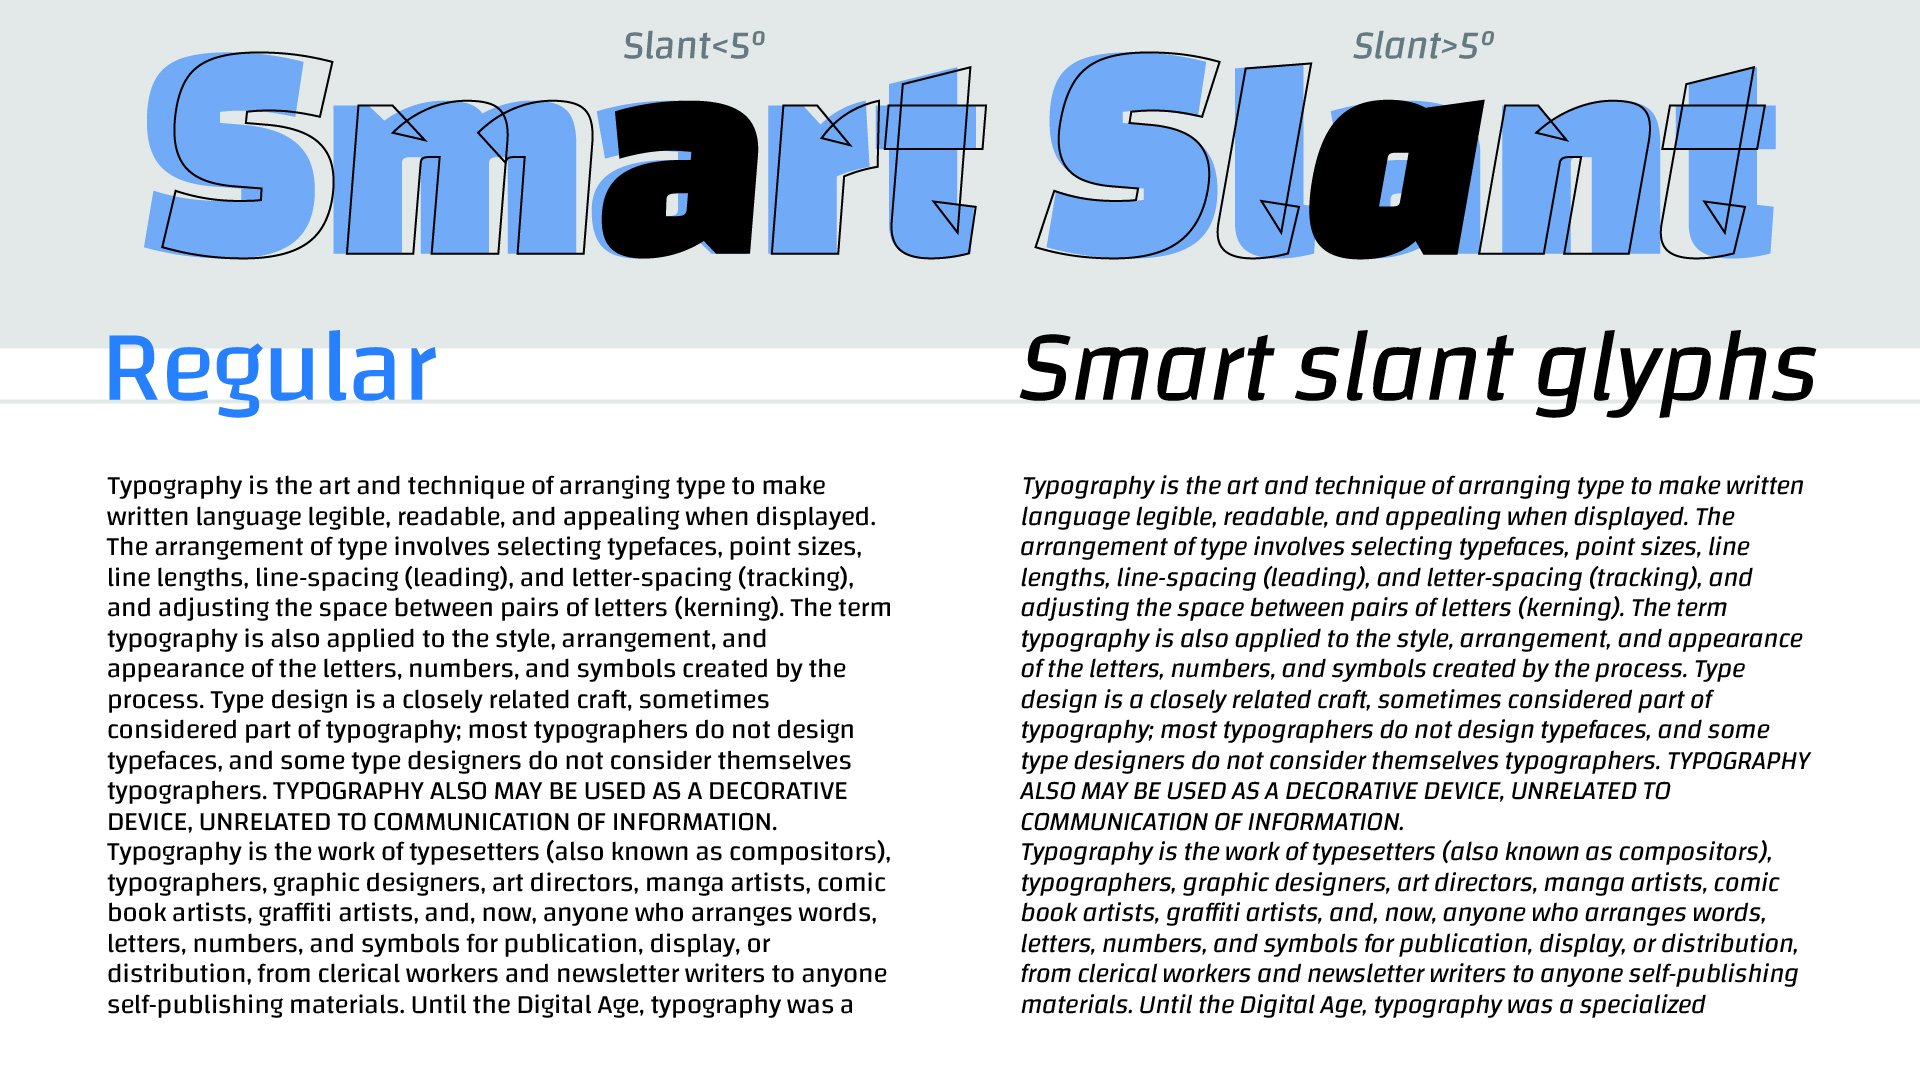 Slant<5º
Slant>5º
Smart Slant
Regular
Smart slant glyphs
Typography is the art and technique of arranging type to make
written language legible, readable, and appealing when displayed.
The arrangement of type involves selecting typefaces, point sizes,
line lengths, line-spacing (leading), and letter-spacing (tracking),
and adjusting the space between pairs of letters (kerning). The term
typography is also applied to the style, arrangement, and
appearance of the letters, numbers, and symbols created by the
process. Type design is a closely related craft, sometimes
considered part of typography; most typographers do not design
typefaces, and some type designers do not consider themselves
typographers. TYPOGRAPHY ALSO MAY BE USED AS A DECORATIVE
DEVICE, UNRELATED TO COMMUNICATION OF INFORMATION.
Typography is the work of typesetters (also known as compositors),
typographers, graphic designers, art directors, manga artists, comic
book artists, graffiti artists, and, now, anyone who arranges words,
letters, numbers, and symbols for publication, display, or
distribution, from clerical workers and newsletter writers to anyone
self-publishing materials. Until the Digital Age, typography was a
Typography is the art and technique of arranging type to make written
language legible, readable, and appealing when displayed. The
arrangement of type involves selecting typefaces, point sizes, line
lengths, line-spacing (leading), and letter-spacing (tracking), and
adjusting the space between pairs of letters (kerning). The term
typography is also applied to the style, arrangement, and appearance
of the letters, numbers, and symbols created by the process. Type
design is a closely related craft, sometimes considered part of
typography; most typographers do not design typefaces, and some
type designers do not consider themselves typographers. TYPOGRAPHY
ALSO MAY BE USED AS A DECORATIVE DEVICE, UNRELATED TO
COMMUNICATION OF INFORMATION.
Typography is the work of typesetters (also known as compositors),
typographers, graphic designers, art directors, manga artists, comic
book artists, graffiti artists, and, now, anyone who arranges words,
letters, numbers, and symbols for publication, display, or distribution,
from clerical workers and newsletter writers to anyone self-publishing
materials. Until the Digital Age, typography was a specialized